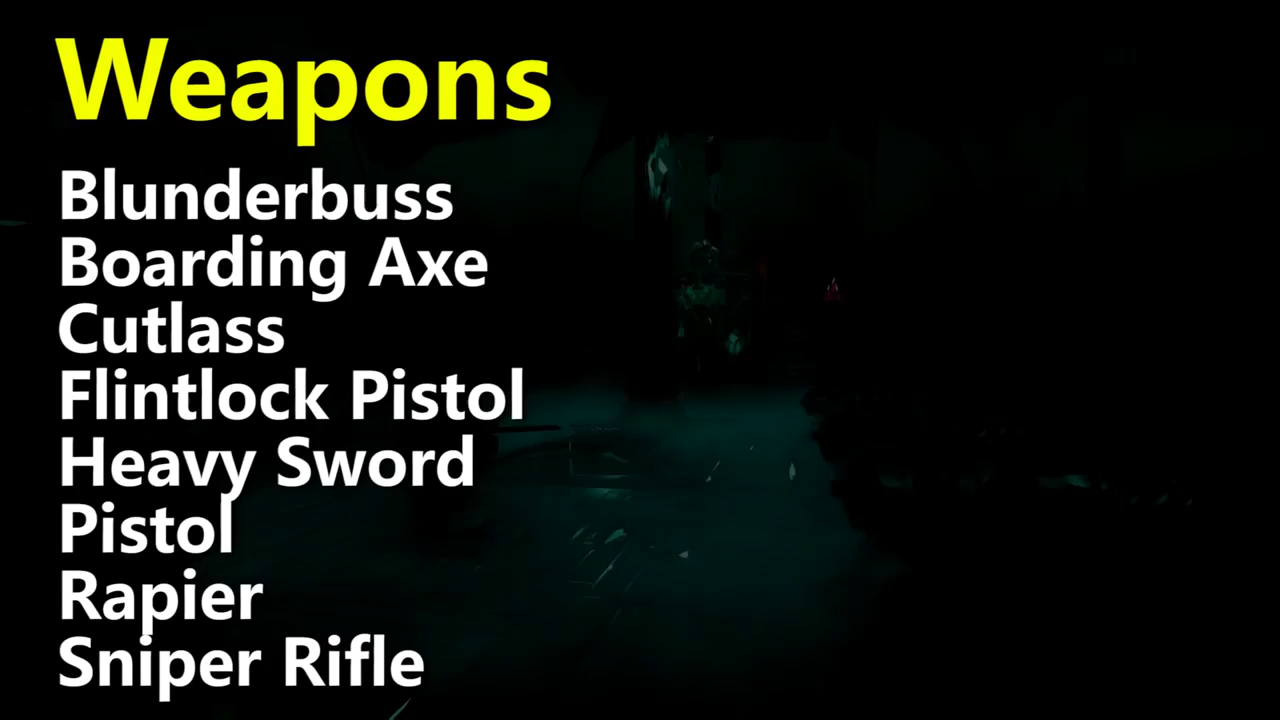 Weapons
Blunderbuss
Boarding Axe
Cutlass
Flintlock Pistol
Heavy Sword
Pistol
Rapier
Sniper Rifle